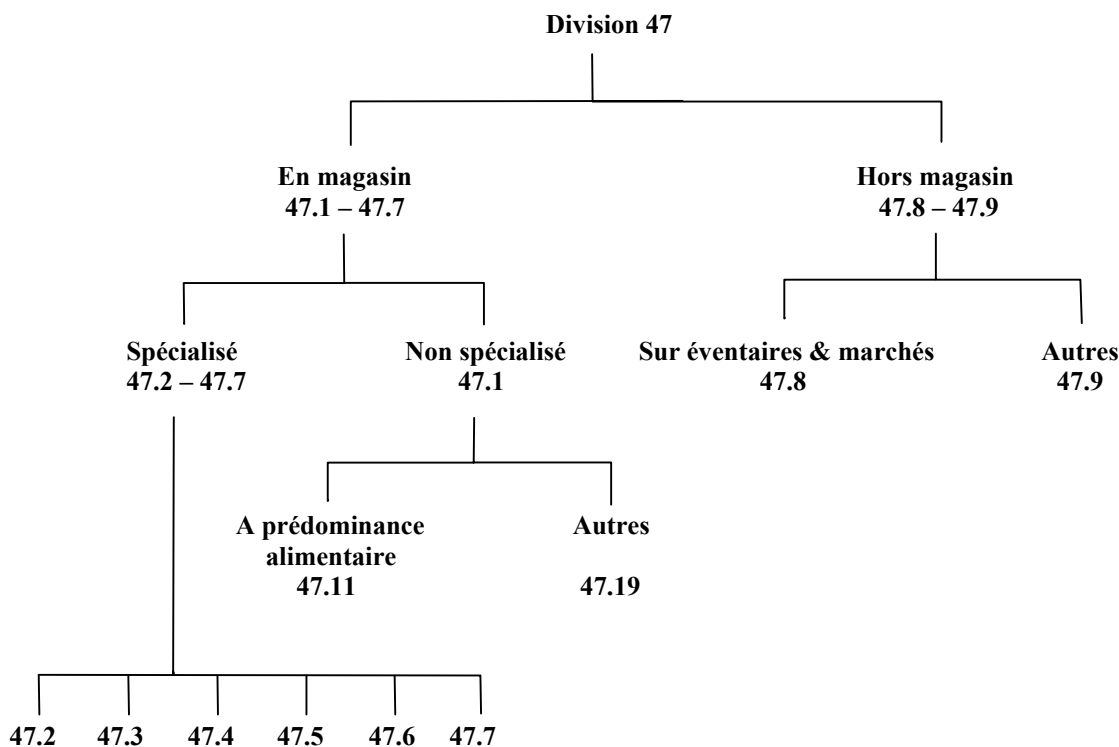 Division 47
En magasin
47.1 – 47.7
Hors magasin
47.8 – 47.9
Spécialisé
47.2 – 47.7
Non spécialisé
47.1
Sur éventaires & marchés
47.8
Autres
47.9
A prédominance
alimentaire
47.11
Autres
47.19
47.2 47.3 47.4 47.5 47.6 47.7